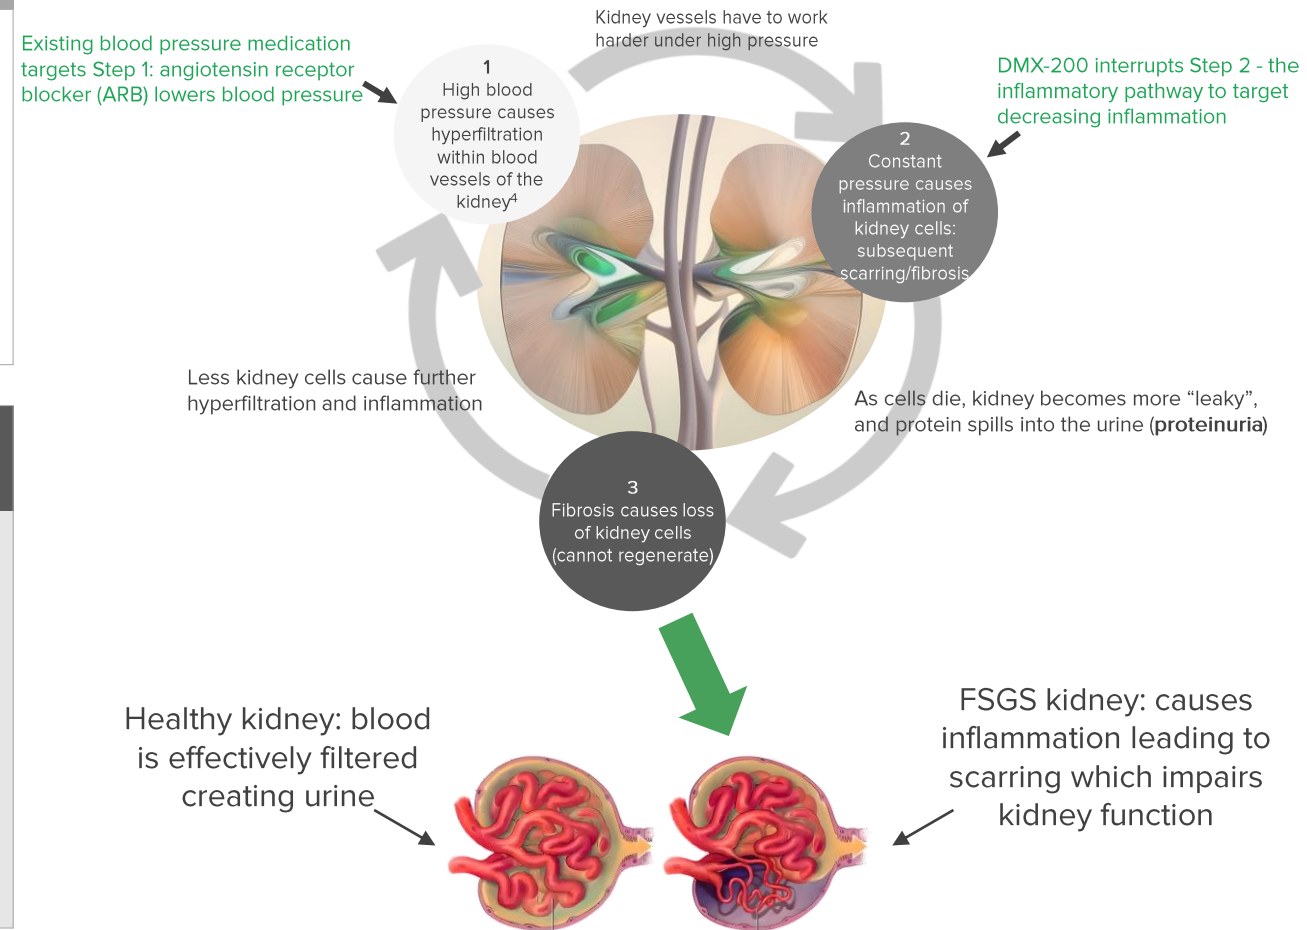 Kidney vessels have to work
harder under high pressure
Existing blood pressure medication
targets Step 1: angiotensin receptor
blocker (ARB) lowers blood pressure
1
High blood
pressure causes
hyperfiltration
within blood
vessels of the
kidney⁴
DMX-200 interrupts Step 2 - the
inflammatory pathway to target
decreasing inflammation
2
Constant
pressure causes
inflammation of
kidney cells:
subsequent
scarring/fibrosis
Less kidney cells cause further
hyperfiltration and inflammation
As cells die, kidney becomes more “leaky”,
and protein spills into the urine (proteinuria)
3
Fibrosis causes loss
of kidney cells
(cannot regenerate)
Healthy kidney: blood
is effectively filtered
creating urine
FSGS kidney: causes
inflammation leading to
scarring which impairs
kidney function